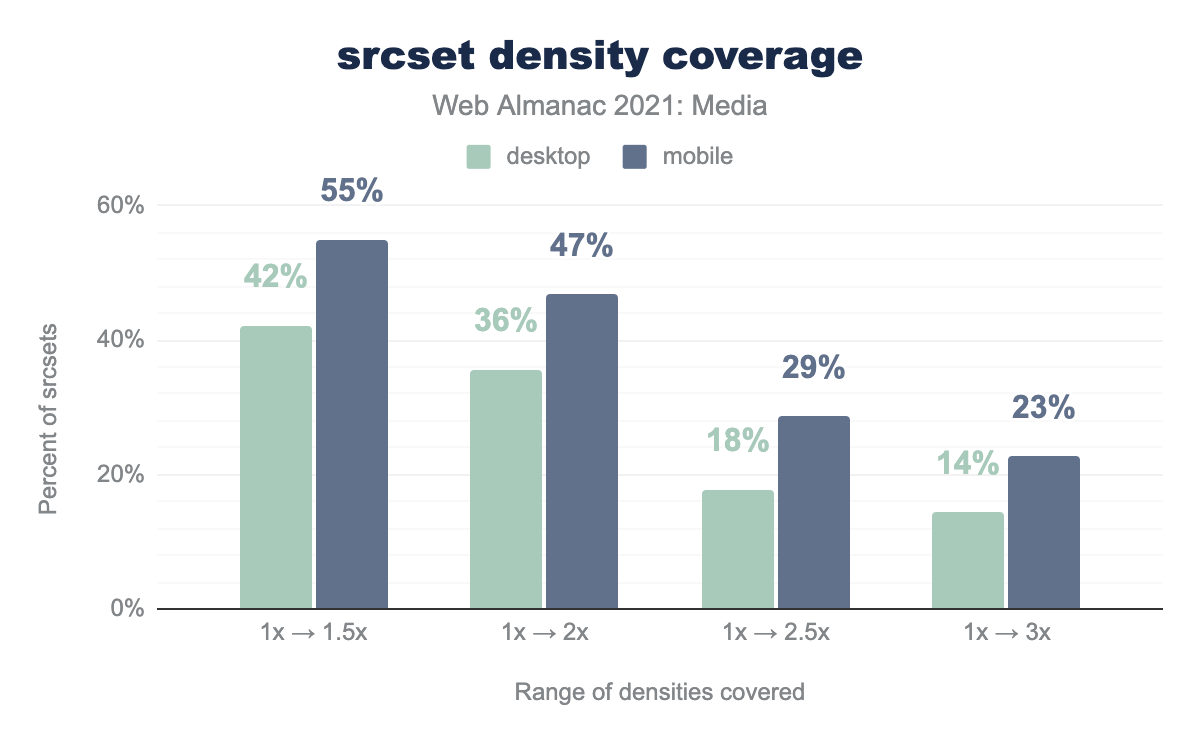 srcset density coverage
Web Almanac 2021: Media
desktop mobile
60%
40%
20%
0%
Percent of srcsets
42% 55%
36% 47%
18% 29%
14% 23%
1x → 1.5x 1x → 2x 1x → 2.5x 1x → 3x
Range of densities covered